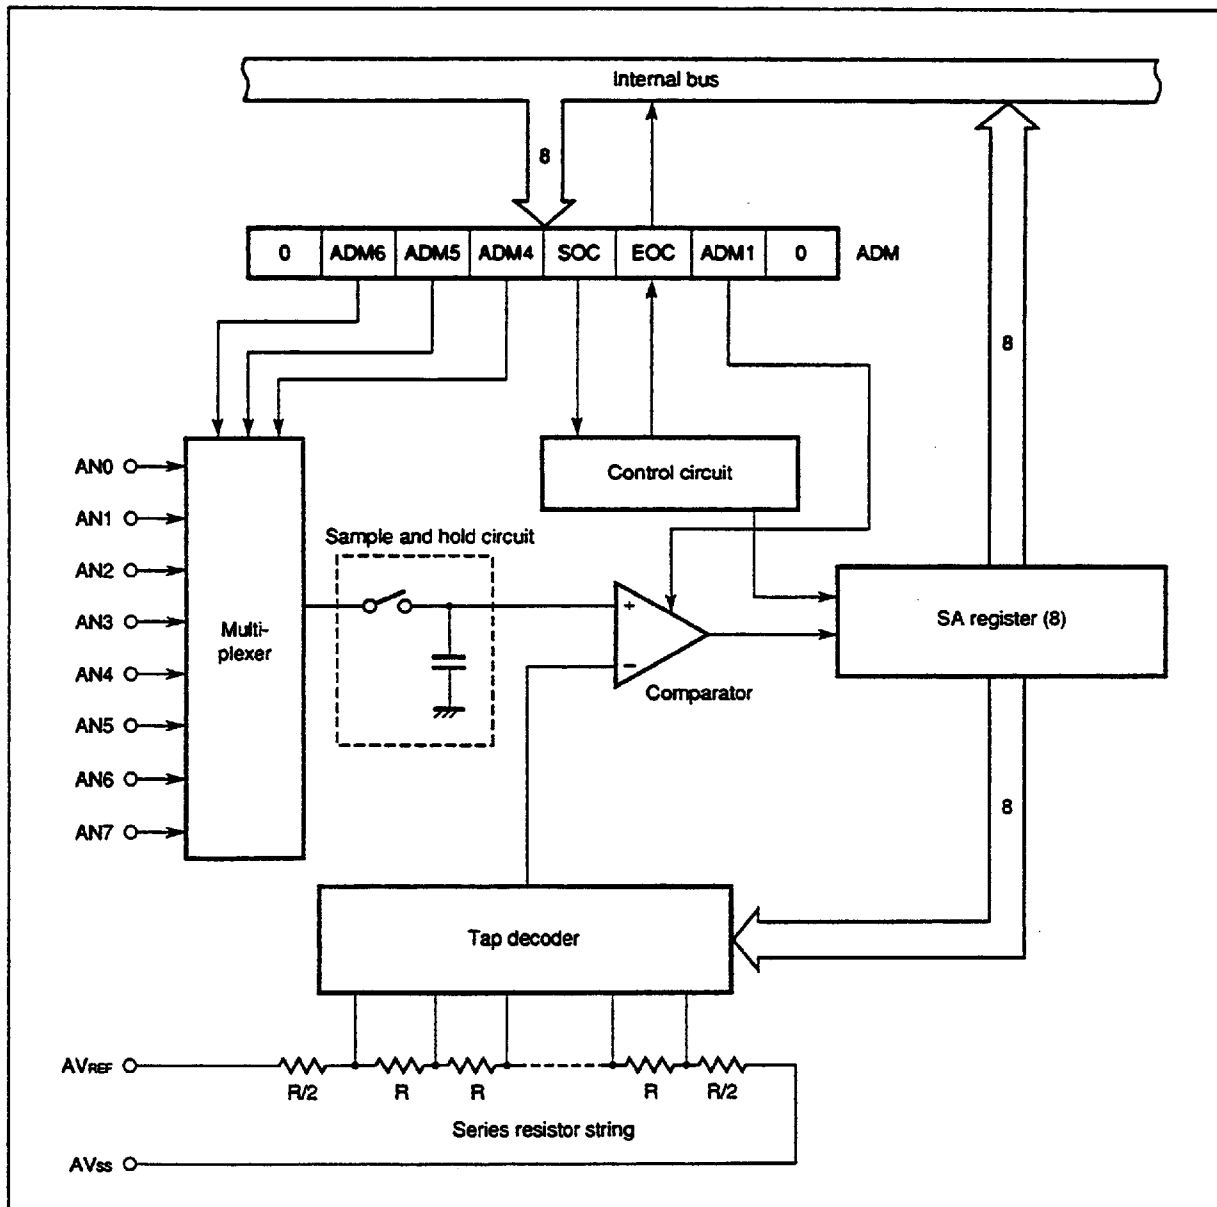 Internal bus
8
0 ADM6 ADM5 ADM4 SOC EOC ADM1 0 ADM
8
Control circuit
AN0
AN1
AN2
AN3
AN4
AN5
AN6
AN7
Multi-
plexer
Sample and hold circuit
+
−
Comparator
SA register (8)
8
Tap decoder
AVREF
R/2 R R R R/2
Series resistor string
AVSS